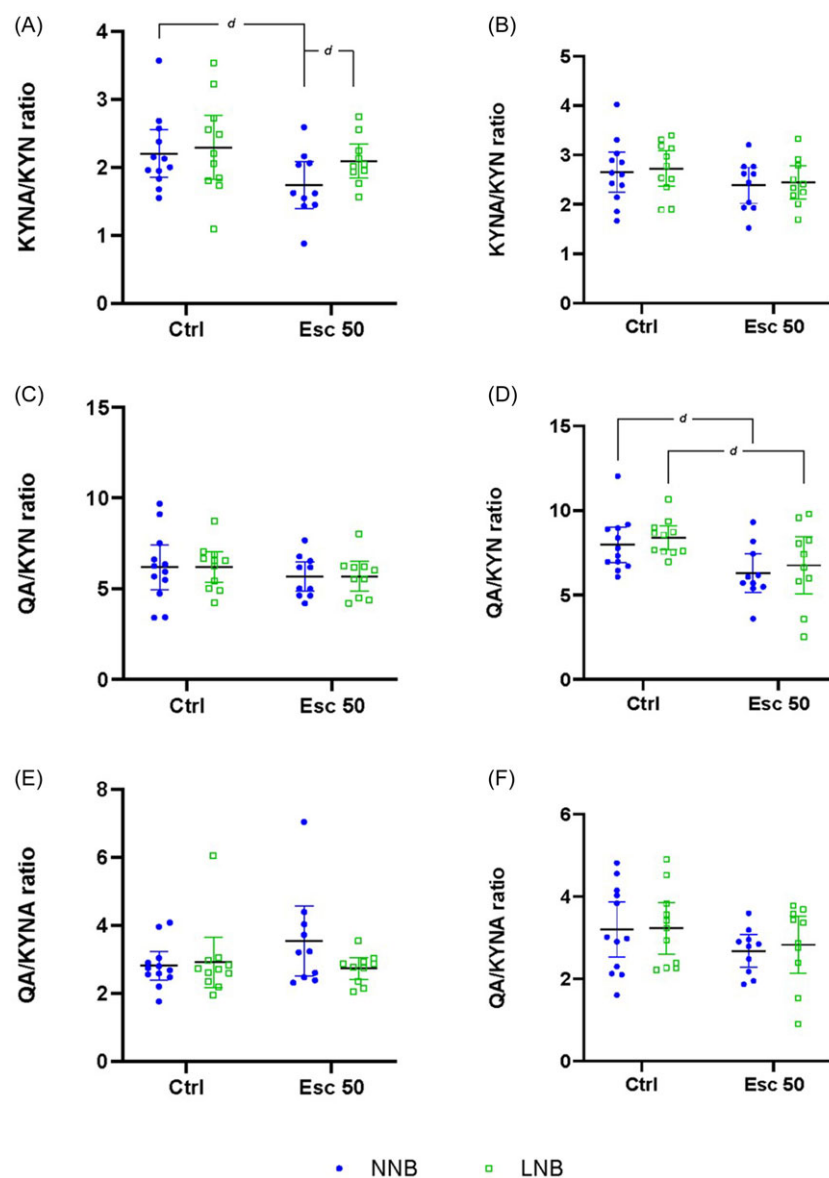 (A)
KYNA/KYN ratio
4
3
2
1
0
d
d
Ctrl
Esc 50
(B)
KYNA/KYN ratio
5
4
3
2
1
0
Ctrl
Esc 50
(C)
QA/KYN ratio
15
10
5
0
Ctrl
Esc 50
(D)
QA/KYN ratio
15
10
5
0
d
d
Ctrl
Esc 50
(E)
QA/KYNA ratio
8
6
4
2
0
Ctrl
Esc 50
(F)
QA/KYNA ratio
6
4
2
0
Ctrl
Esc 50
NNB
LNB